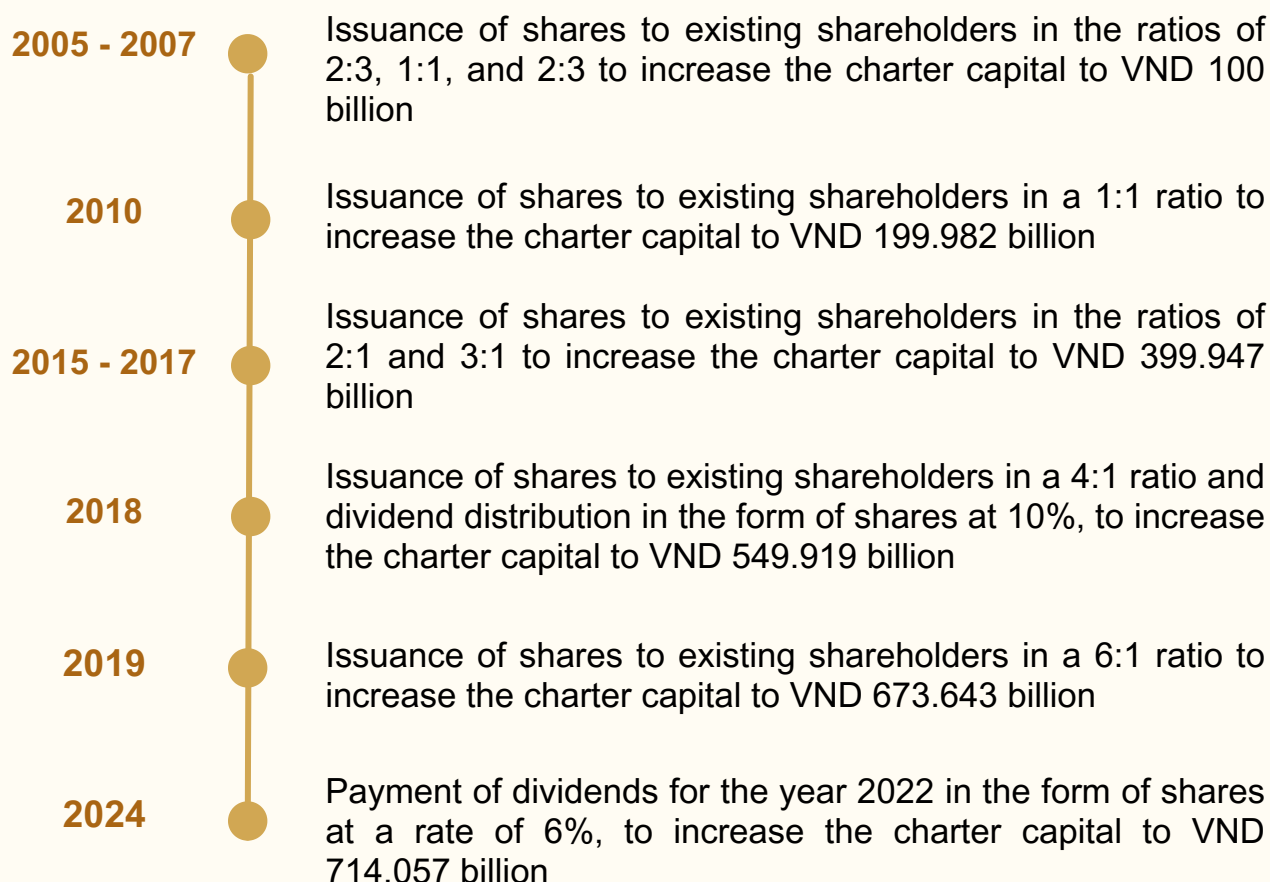 2005 - 2007
Issuance of shares to existing shareholders in the ratios of
2:3, 1:1, and 2:3 to increase the charter capital to VND 100
billion
2010
Issuance of shares to existing shareholders in a 1:1 ratio to
increase the charter capital to VND 199.982 billion
2015 - 2017
Issuance of shares to existing shareholders in the ratios of
2:1 and 3:1 to increase the charter capital to VND 399.947
billion
2018
Issuance of shares to existing shareholders in a 4:1 ratio and
dividend distribution in the form of shares at 10%, to increase
the charter capital to VND 549.919 billion
2019
Issuance of shares to existing shareholders in a 6:1 ratio to
increase the charter capital to VND 673.643 billion
2024
Payment of dividends for the year 2022 in the form of shares
at a rate of 6%, to increase the charter capital to VND
714.057 billion